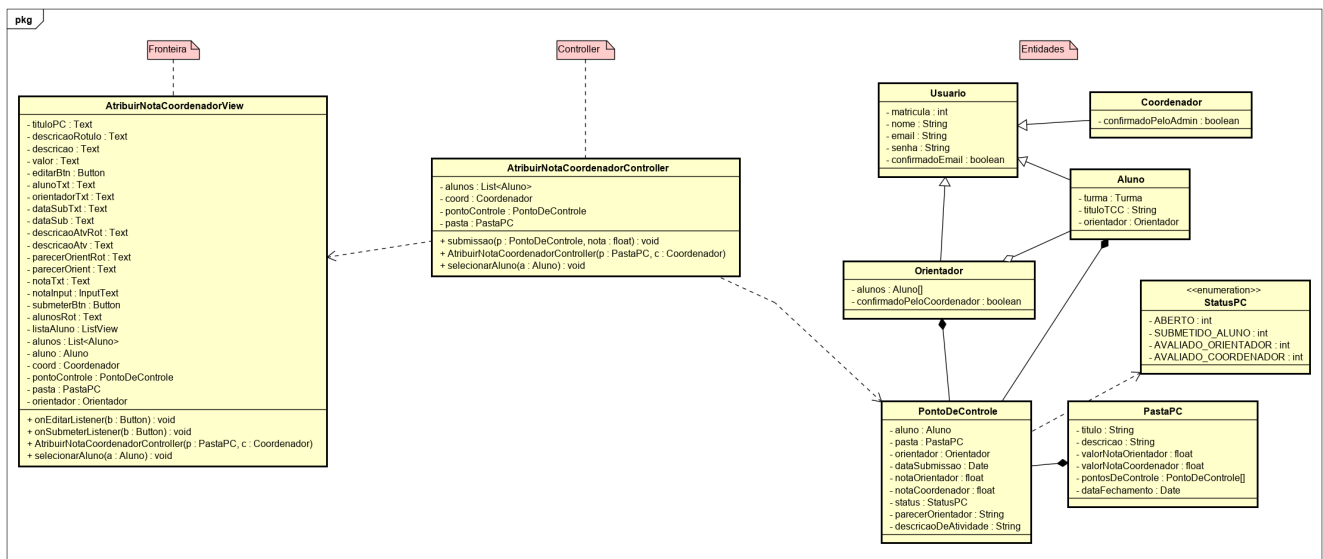 pkg
Fronteira
Controller
Entidades
AtribuirNotaCoordenadorView
- tituloPC : Text
- descricaoRotulo : Text
- descricao : Text
- valor : Text
- editarBtn : Button
- alunoTxt : Text
- orientadorTxt : Text
- dataSubTxt : Text
- dataSub : Text
- descricaoAtvRot : Text
- descricaoAtv : Text
- parecerOrientRot : Text
- parecerOrient : Text
- notaTxt : Text
- notaInput : InputText
- submeterBtn : Button
- alunosRot : Text
- listaAluno : ListView
- alunos : List<Aluno>
- aluno : Aluno
- coord : Coordenador
- pontoControle : PontoDeControle
- pasta : PastaPC
- orientador : Orientador
+ onEditarListener(b : Button) : void
+ onSubmeterListener(b : Button) : void
+ AtribuirNotaCoordenadorController(p : PastaPC, c : Coordenador)
+ selecionarAluno(a : Aluno) : void
AtribuirNotaCoordenadorController
- alunos : List<Aluno>
- coord : Coordenador
- pontoControle : PontoDeControle
- pasta : PastaPC
+ submissao(p : PontoDeControle, nota : float) : void
+ AtribuirNotaCoordenadorController(p : PastaPC, c : Coordenador)
+ selecionarAluno(a : Aluno) : void
Usuario
- matricula : int
- nome : String
- email : String
- senha : String
- confirmadoEmail : boolean
Coordenador
- confirmadoPeloAdmin : boolean
Aluno
- turma : Turma
- tituloTCC : String
- orientador : Orientador
Orientador
- alunos : Aluno[]
- confirmadoPeloCoordenador : boolean
<<enumeration>>
StatusPC
- ABERTO : int
- SUBMETIDO_ALUNO : int
- AVALIADO_ORIENTADOR : int
- AVALIADO_COORDENADOR : int
PontoDeControle
- aluno : Aluno
- pasta : PastaPC
- orientador : Orientador
- dataSubmissao : Date
- notaOrientador : float
- notaCoordenador : float
- status : StatusPC
- parecerOrientador : String
- descricaoDeAtividade : String
PastaPC
- titulo : String
- descricao : String
- valorNotaOrientador : float
- valorNotaCoordenador : float
- pontosDeControle : PontoDeControle[]
- dataFechamento : Date